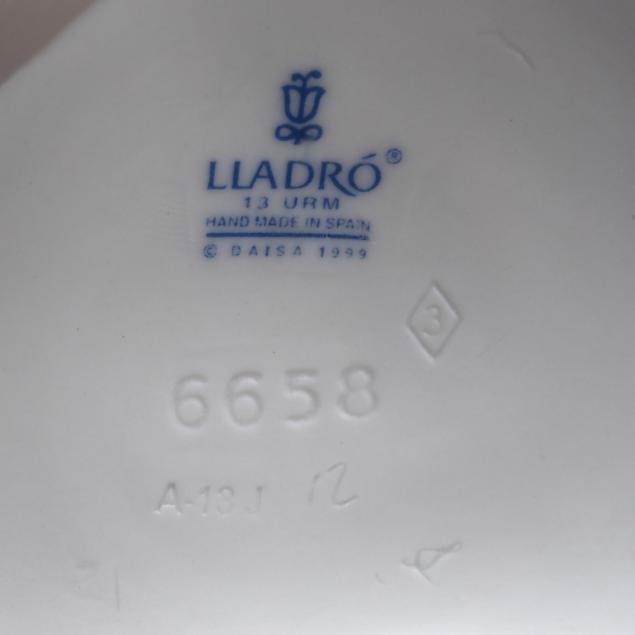 LLADRÓ®
13 URM
HAND MADE IN SPAIN
© DAISA 1999
3
6658
A-13 J 12